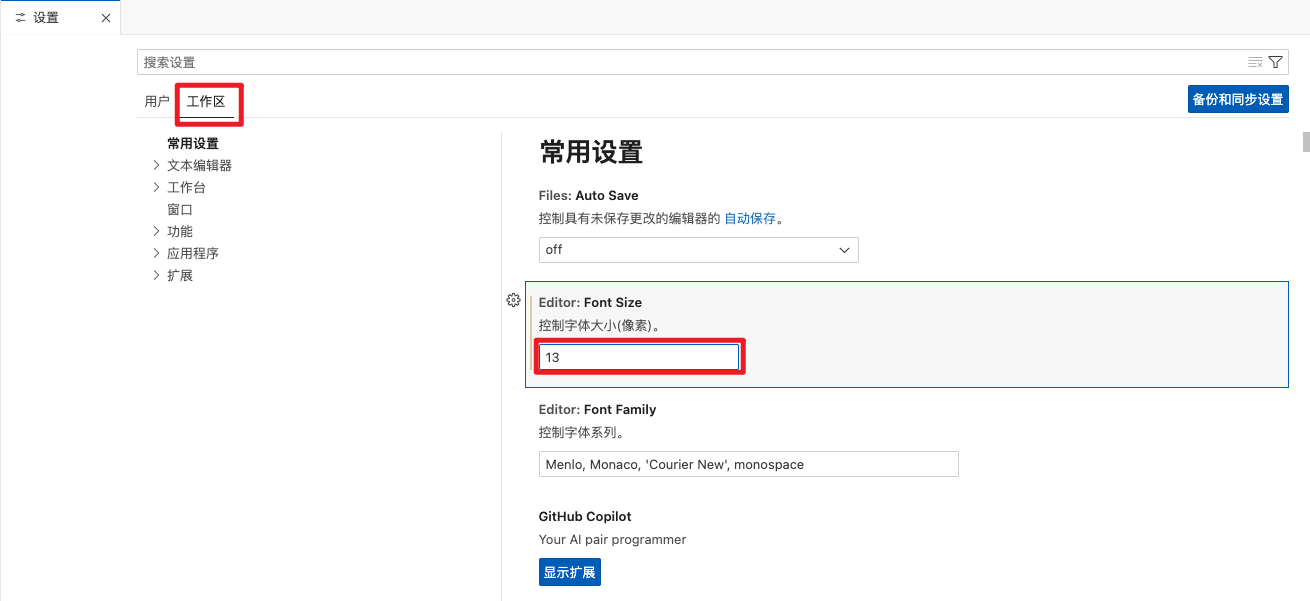 设置
搜索设置
用户 工作区
备份和同步设置
常用设置
文本编辑器
工作台
窗口
功能
应用程序
扩展
常用设置
Files: Auto Save
控制具有未保存更改的编辑器的 自动保存。
off
Editor: Font Size
控制字体大小(像素)。
13
Editor: Font Family
控制字体系列。
Menlo, Monaco, 'Courier New', monospace
GitHub Copilot
Your AI pair programmer
显示扩展